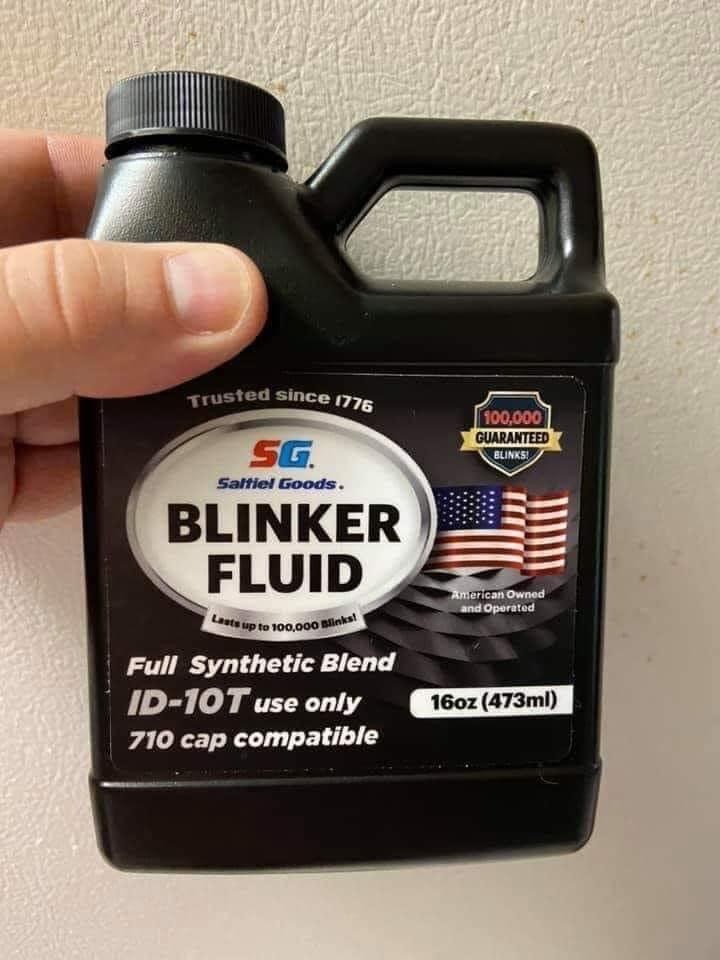 Trusted since 1776
SG.
Saltiel Goods.
BLINKER
FLUID
Lasts up to 100,000 Blinks!
100,000
GUARANTEED
BLINKS!
American Owned
and Operated
Full Synthetic Blend
ID-10T use only
16oz (473ml)
710 cap compatible